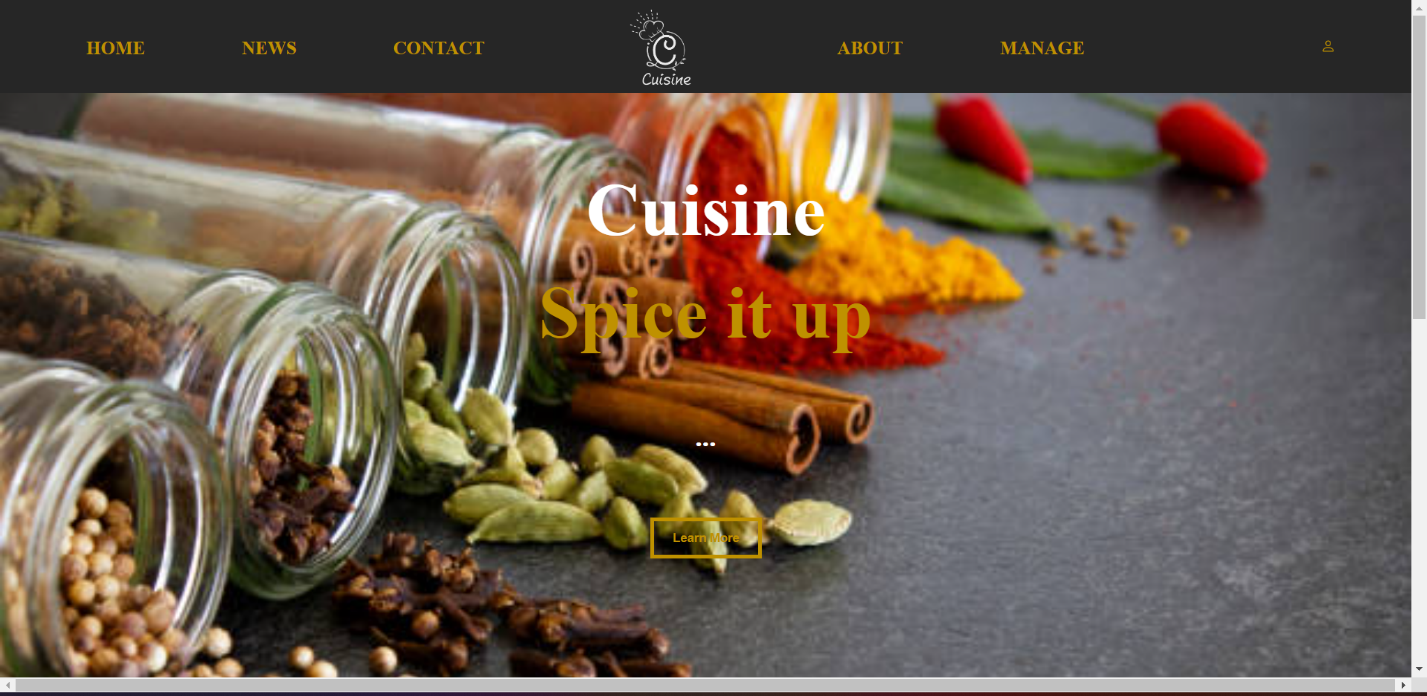 HOME NEWS CONTACT Cuisine ABOUT MANAGE
Cuisine
Spice it up
...
Learn More